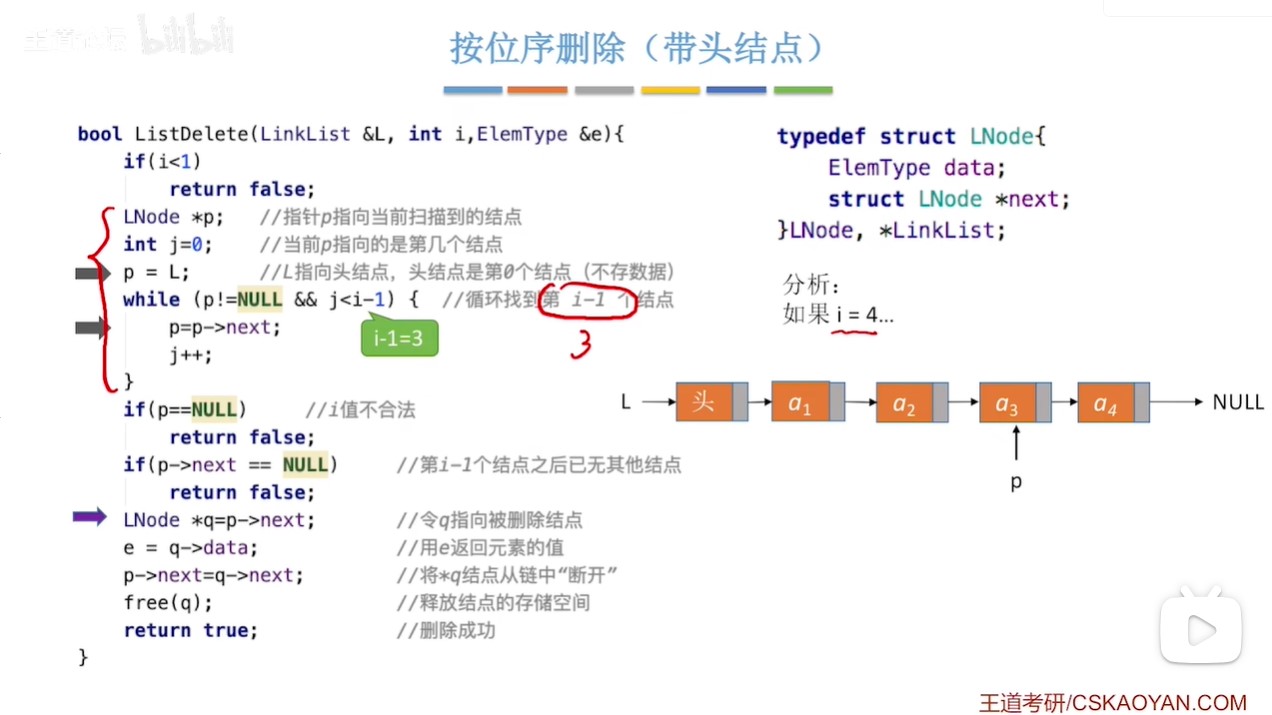 王道论坛 bilibili
按位序删除（带头结点）
bool ListDelete(LinkList &L, int i,ElemType &e){
if(i<1)
return false;
LNode *p; //指针p指向当前扫描到的结点
int j=0; //当前p指向的是第几个结点
p = L; //L指向头结点，头结点是第0个结点（不存数据）
while (p!=NULL && j<i-1) { //循环找到第 i-1 个结点
p=p->next;
i-1=3
3
j++;
}
if(p==NULL) //i值不合法
return false;
if(p->next == NULL) //第i-1个结点之后已无其他结点
return false;
LNode *q=p->next; //令q指向被删除结点
e = q->data; //用e返回元素的值
p->next=q->next; //将*q结点从链中“断开”
free(q); //释放结点的存储空间
return true; //删除成功
}
typedef struct LNode{
ElemType data;
struct LNode *next;
}LNode, *LinkList;
分析：
如果 i = 4…
L 头 a1 a2 a3 a4 NULL
p
王道考研/CSKAOYAN.COM